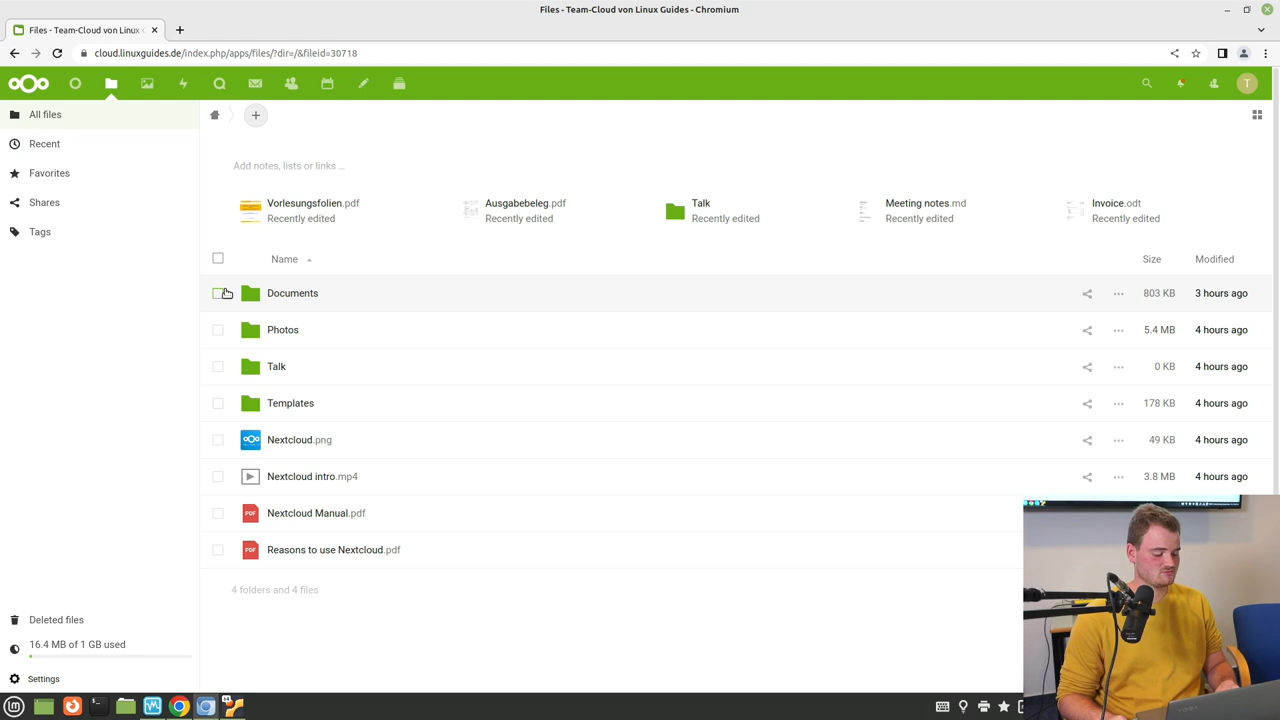 Files - Team-Cloud von Linux Guides - Chromium
Files - Team-Cloud von Linux
cloud.linuxguides.de/index.php/apps/files/?dir=/&fileid=30718
T
All files
Recent
Favorites
Shares
Tags
Add notes, lists or links ...
Vorlesungsfolien.pdf
Recently edited
Ausgabebeleg.pdf
Recently edited
Talk
Recently edited
Meeting notes.md
Recently edited
Invoice.odt
Recently edited
Name
Size
Modified
Documents
803 KB
3 hours ago
Photos
5.4 MB
4 hours ago
Talk
0 KB
4 hours ago
Templates
178 KB
4 hours ago
Nextcloud.png
49 KB
4 hours ago
Nextcloud intro.mp4
3.8 MB
4 hours ago
PDF
Nextcloud Manual.pdf
PDF
Reasons to use Nextcloud.pdf
4 folders and 4 files
Deleted files
16.4 MB of 1 GB used
Settings